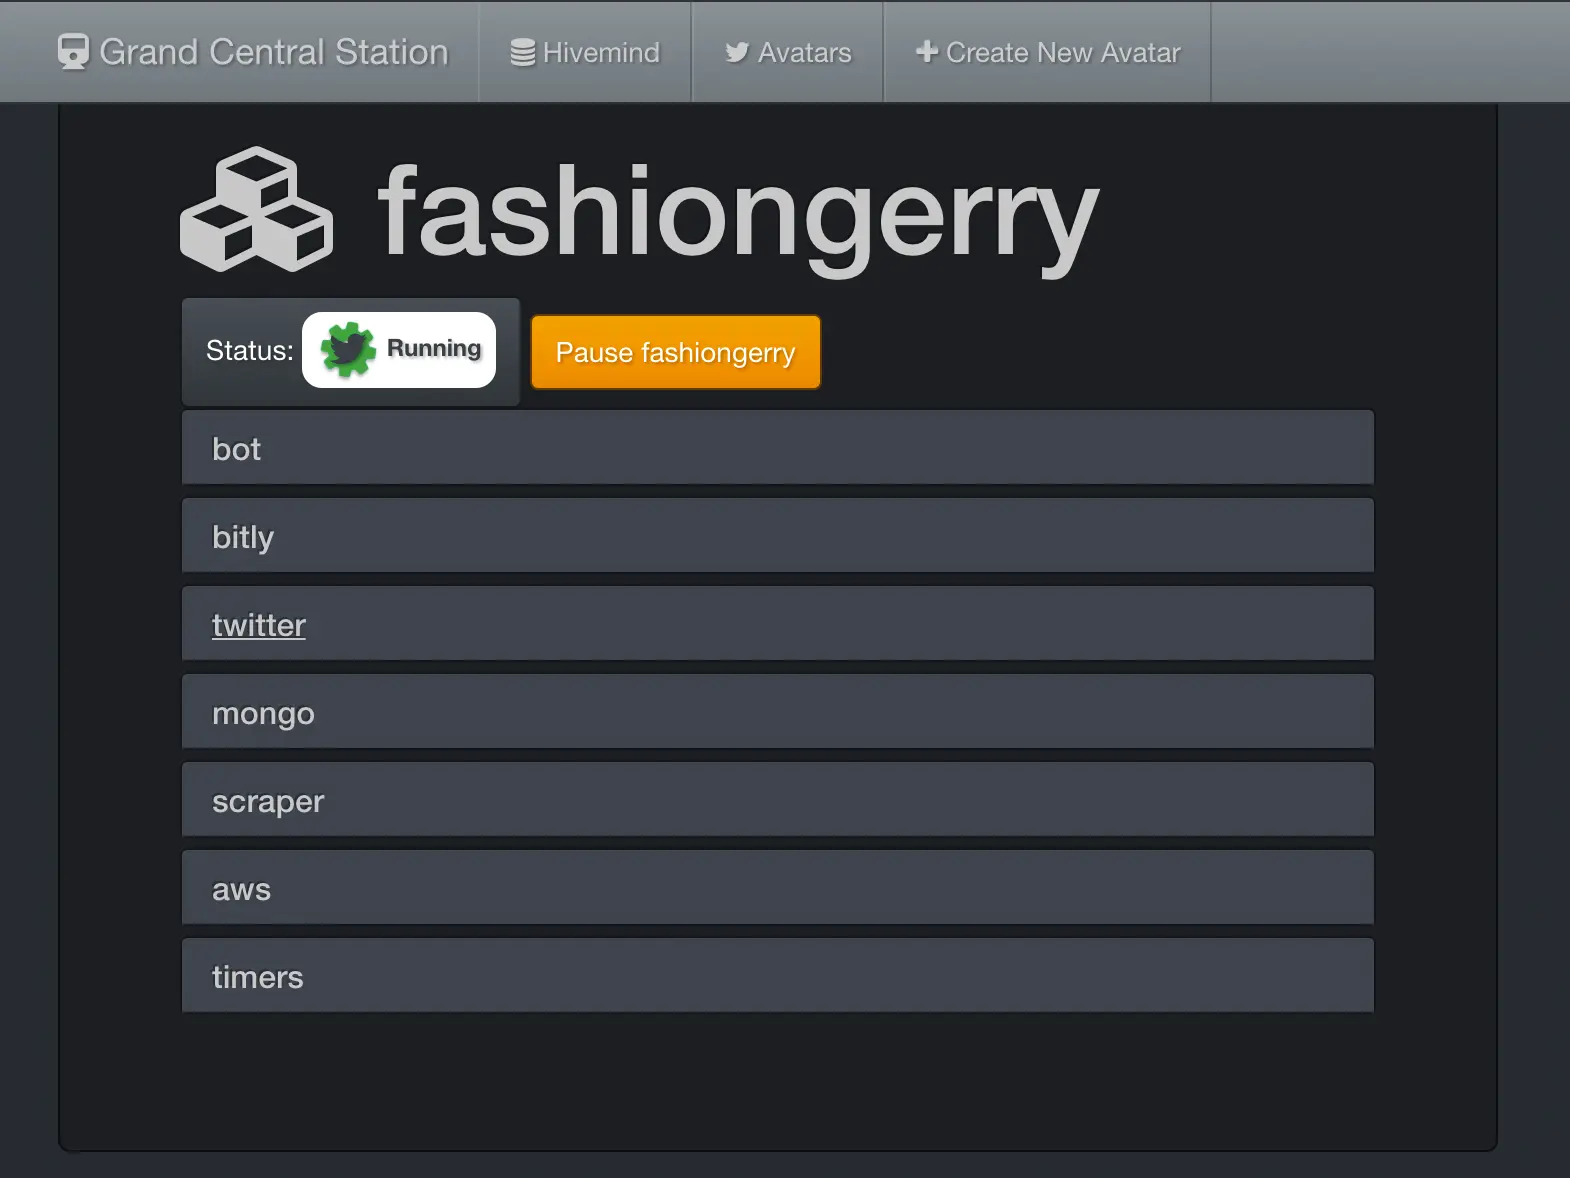 Grand Central Station Hivemind Avatars Create New Avatar
fashiongerry
Status: Running Pause fashiongerry
bot
bitly
twitter
mongo
scraper
aws
timers